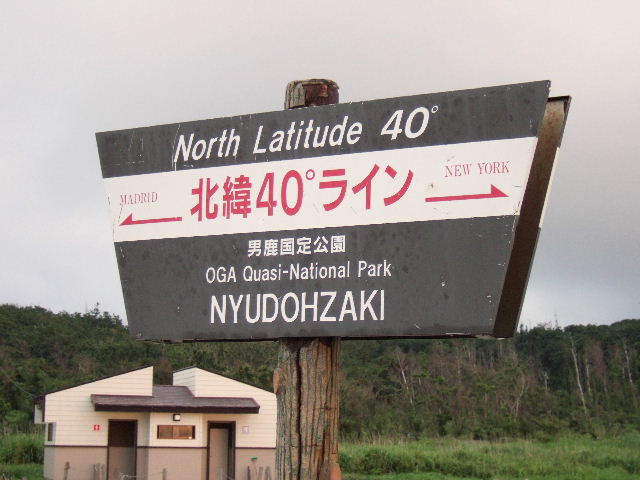 North Latitude 40°
MADRID 北緯40°ライン NEW YORK
男鹿国定公園
OGA Quasi-National Park
NYUDOHZAKI